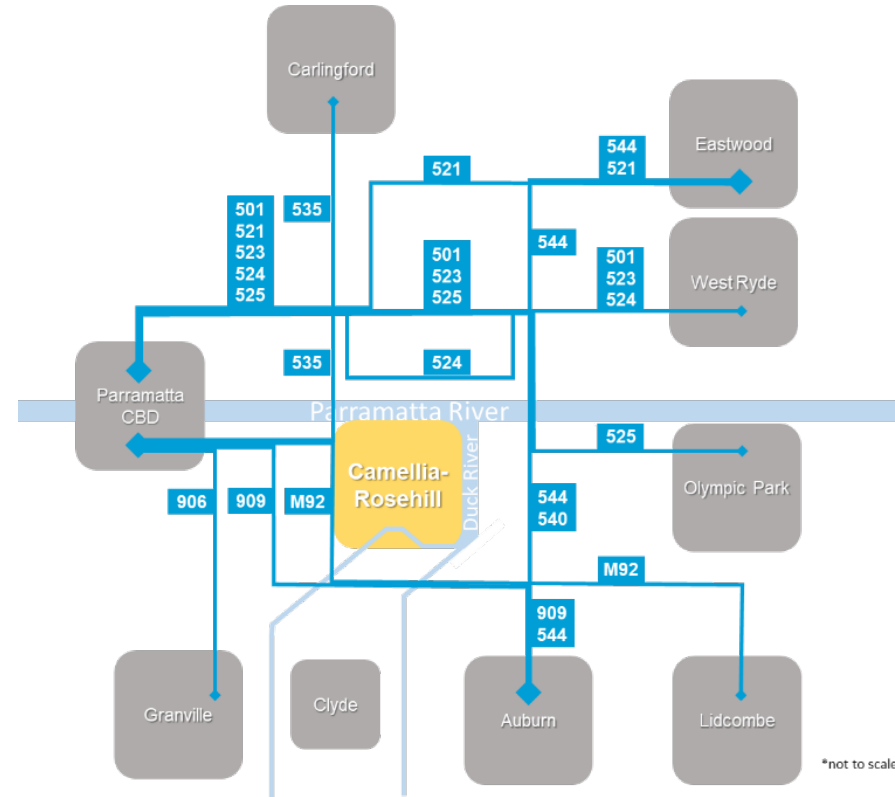 Carlingford
Eastwood
544
521
521
501
521
523
524
525
535
501
523
525
544
501
523
524
West Ryde
535
524
Parramatta
CBD
Parramatta River
525
Camellia-
Rosehill
Duck River
Olympic Park
906
909
M92
544
540
M92
909
544
Granville
Clyde
Auburn
Lidcombe
*not to scale